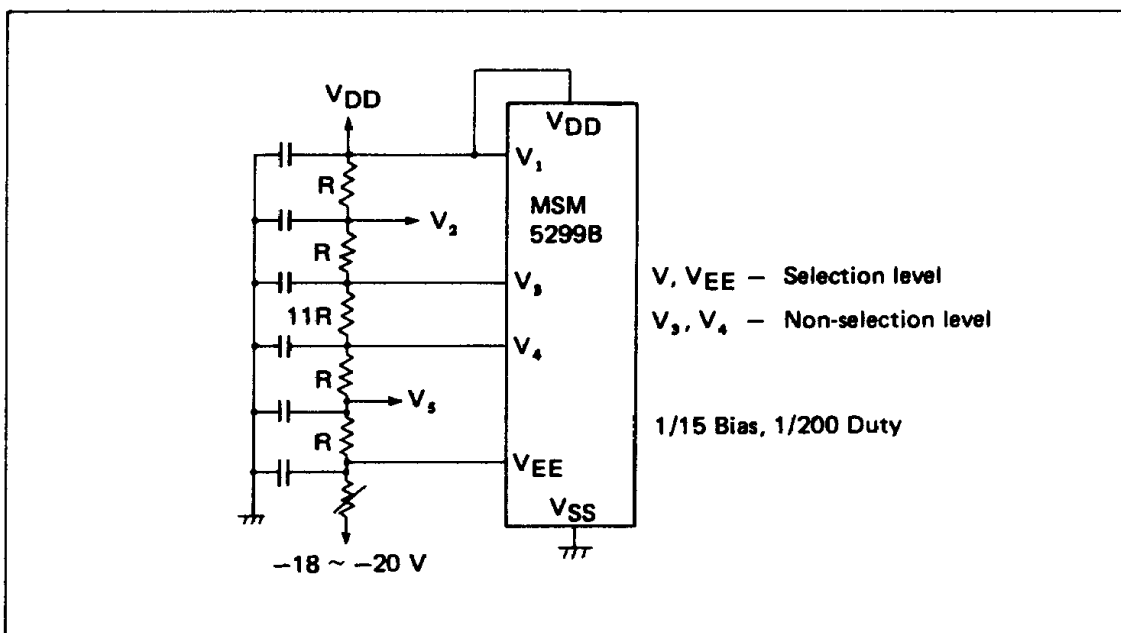 VDD
VDD
V1
R
MSM
5299B
V2
R
V3
11R
V4
R
V5
R
VEE
VSS
−18 ~ −20 V
V, VEE − Selection level
V3, V4 − Non-selection level
1/15 Bias, 1/200 Duty